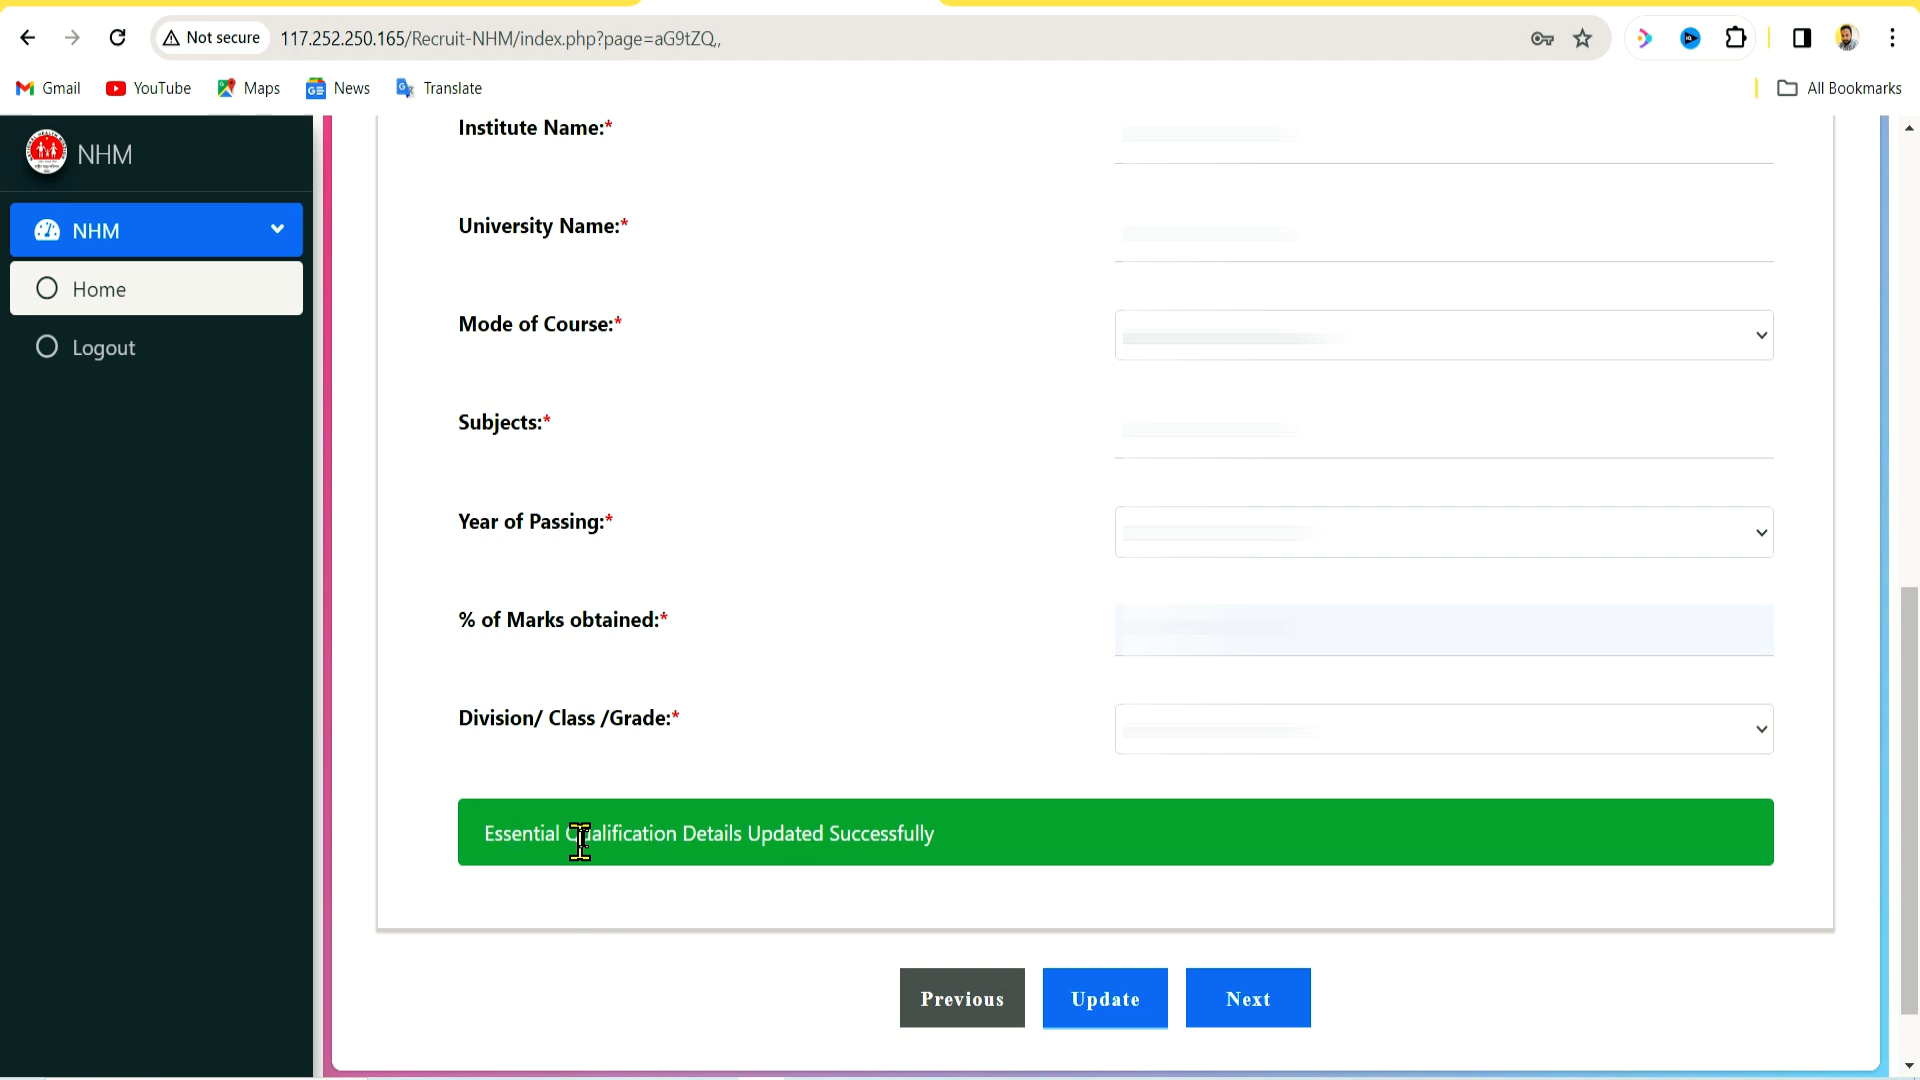 Not secure
117.252.250.165/Recruit-NHM/index.php?page=aG9tZQ,,
Gmail
YouTube
Maps
News
Translate
All Bookmarks
NHM
NHM
Home
Logout
Institute Name:*
University Name:*
Mode of Course:*
Subjects:*
Year of Passing:*
% of Marks obtained:*
Division/ Class /Grade:*
Essential Qualification Details Updated Successfully
Previous
Update
Next